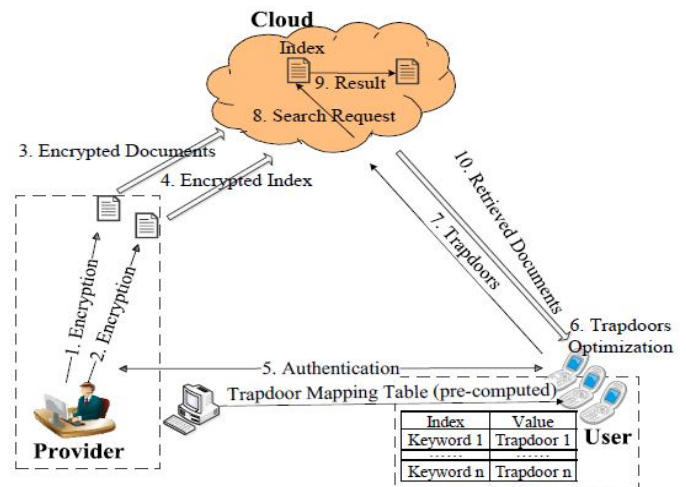 Cloud
Index
9. Result
8. Search Request
3. Encrypted Documents
4. Encrypted Index
10. Retrieved Documents
7. Trapdoors
1. Encryption
2. Encryption
6. Trapdoors
Optimization
5. Authentication
Trapdoor Mapping Table (pre-computed)
Provider
User
Index Value
Keyword 1 Trapdoor 1
...... ......
Keyword n Trapdoor n